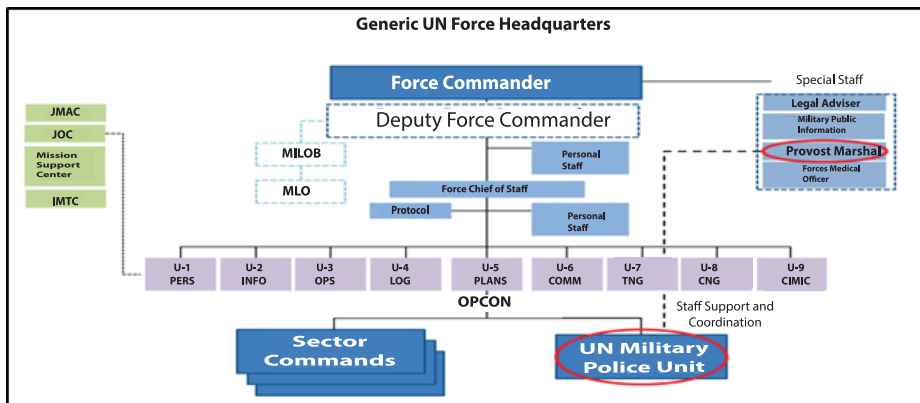 Generic UN Force Headquarters
Force Commander
Special Staff
JMAC
JOC
Mission
Support
Center
IMTC
Deputy Force Commander
MILOB
MLO
Personal
Staff
Legal Adviser
Military Public
Information
Provost Marshal
Forces Medical
Officer
Force Chief of Staff
Protocol
Personal
Staff
U-1
PERS
U-2
INFO
U-3
OPS
U-4
LOG
U-5
PLANS
U-6
COMM
U-7
TNG
U-8
CNG
U-9
CIMIC
OPCON
Staff Support and
Coordination
Sector
Commands
UN Military
Police Unit